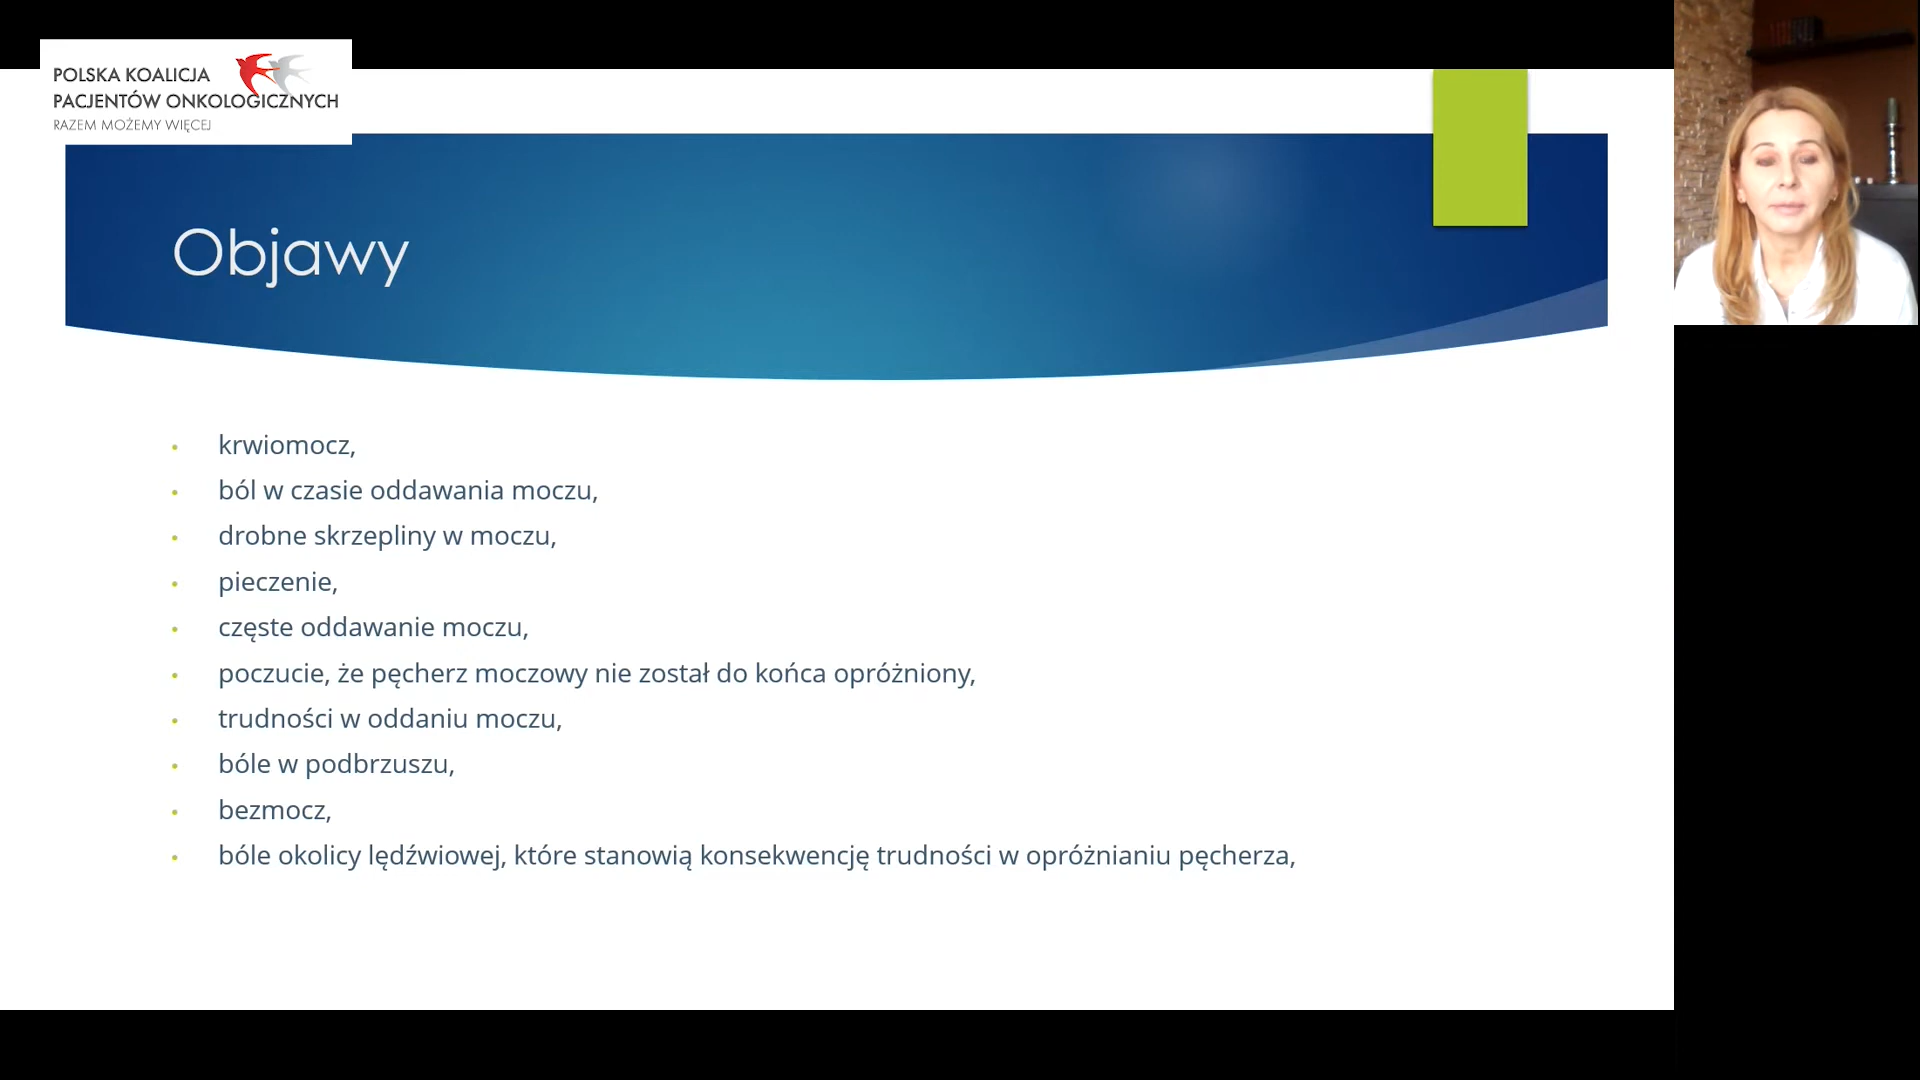 POLSKA KOALICJA
PACJENTÓW ONKOLOGICZNYCH
RAZEM MOŻEMY WIĘCEJ
Objawy
• krwiomocz,
• ból w czasie oddawania moczu,
• drobne skrzepliny w moczu,
• pieczenie,
• częste oddawanie moczu,
• poczucie, że pęcherz moczowy nie został do końca opróżniony,
• trudności w oddaniu moczu,
• bóle w podbrzuszu,
• bezmocz,
• bóle okolicy lędźwiowej, które stanowią konsekwencję trudności w opróżnianiu pęcherza,